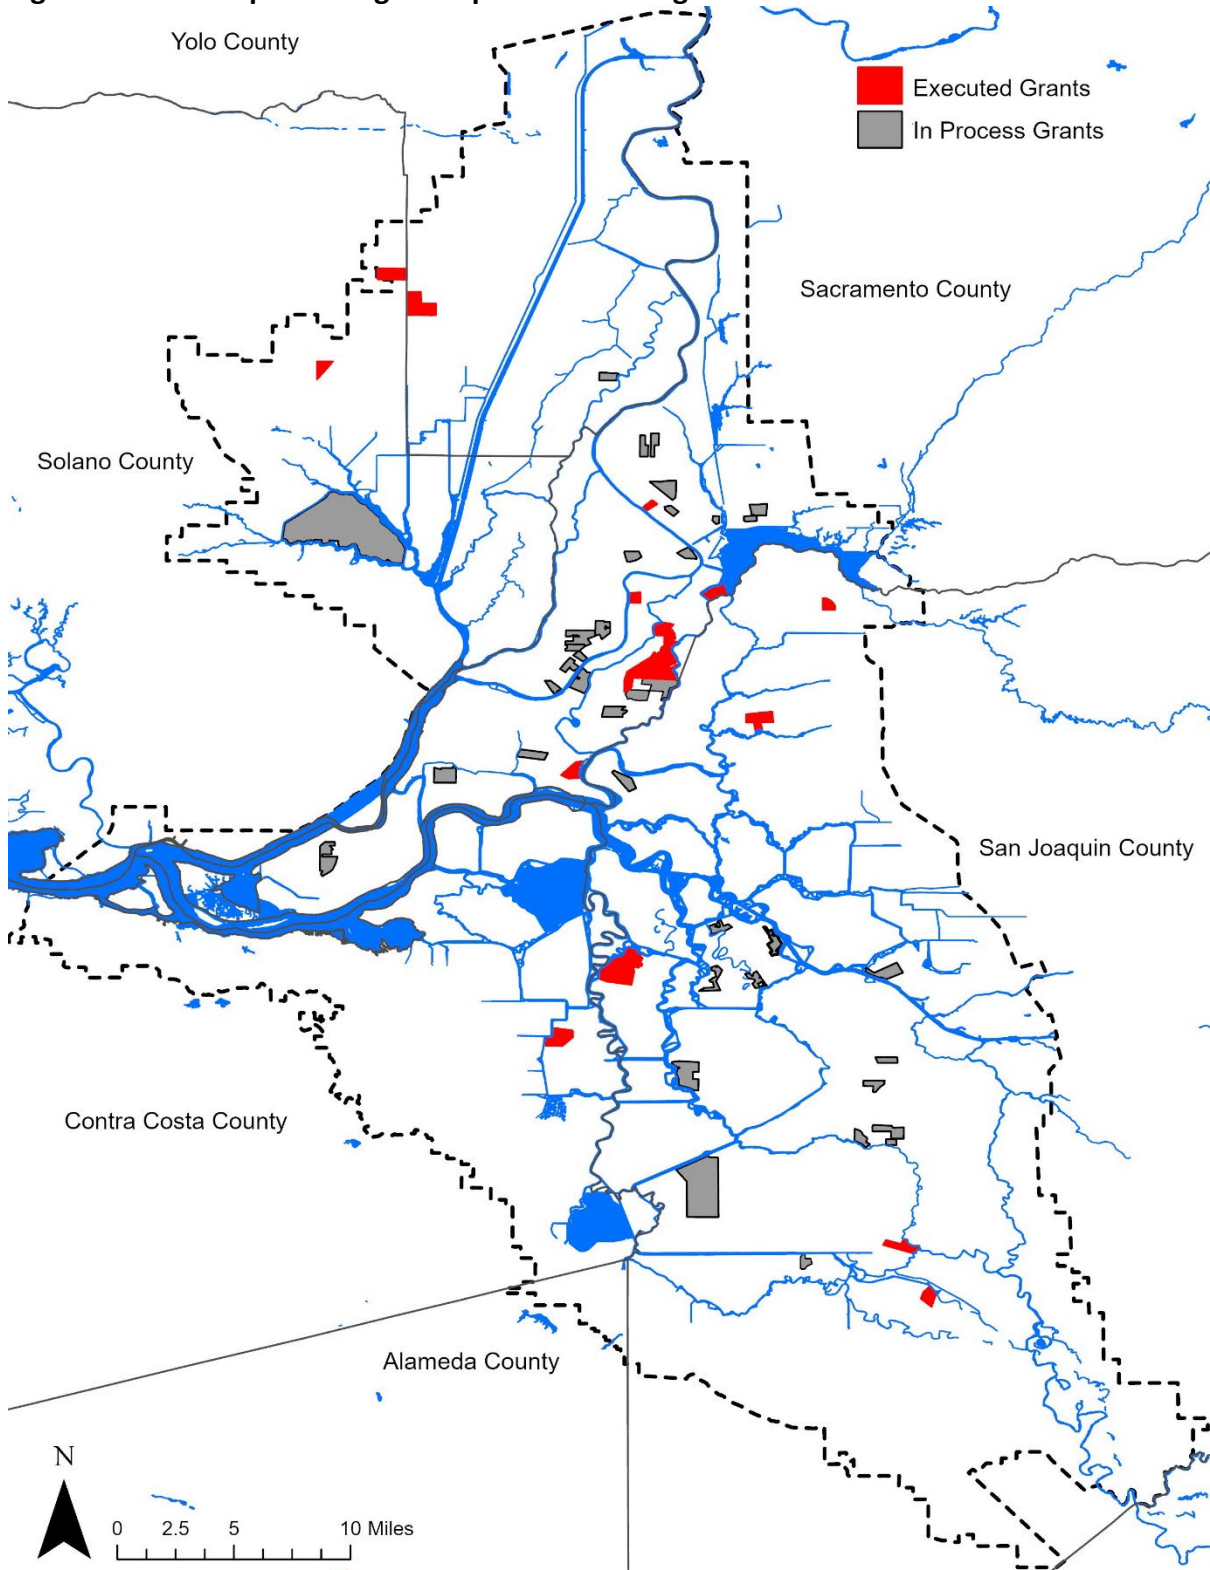 Yolo County
Executed Grants
In Process Grants
Sacramento County
Solano County
San Joaquin County
Contra Costa County
Alameda County
N
0 2.5 5 10 Miles